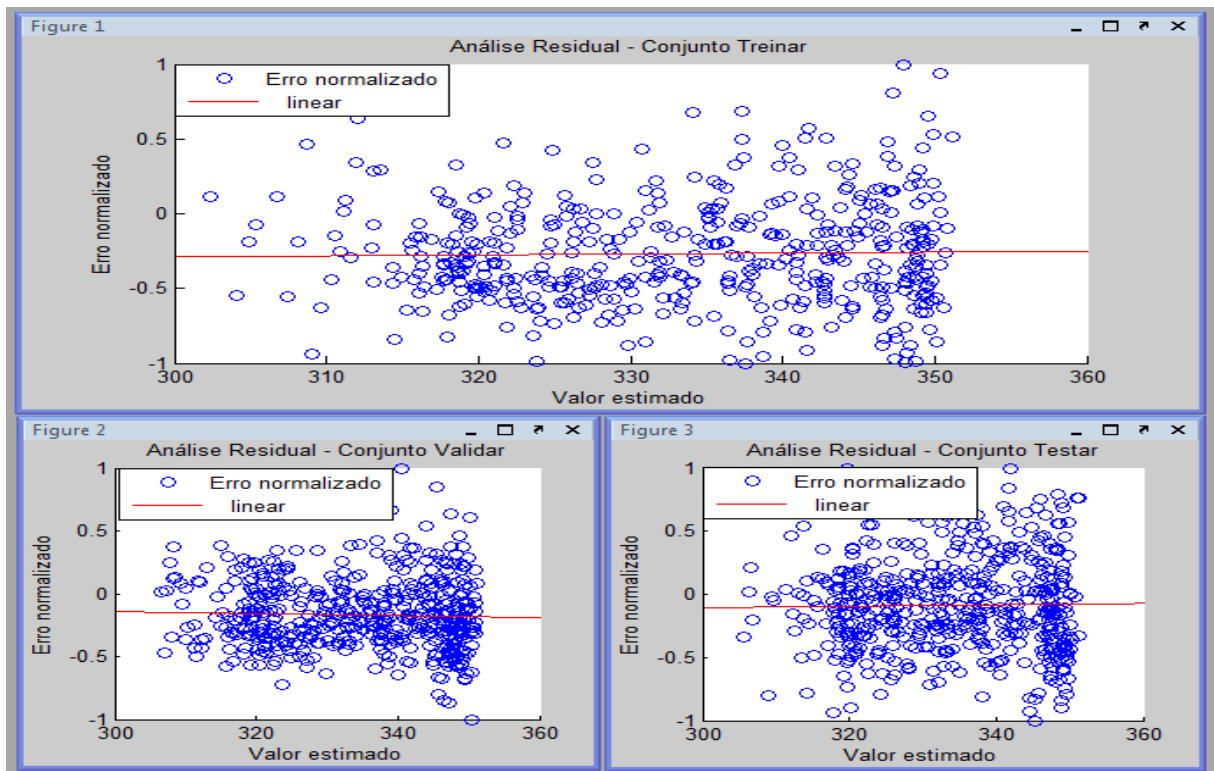 Figure 1
Análise Residual - Conjunto Treinar
Erro normalizado
linear
Erro normalizado
1
0.5
0
-0.5
-1
300
310
320
330
340
350
360
Valor estimado
Figure 2
Análise Residual - Conjunto Validar
Erro normalizado
linear
Erro normalizado
1
0.5
0
-0.5
-1
300
320
340
360
Valor estimado
Figure 3
Análise Residual - Conjunto Testar
Erro normalizado
linear
Erro normalizado
1
0.5
0
-0.5
-1
300
320
340
360
Valor estimado